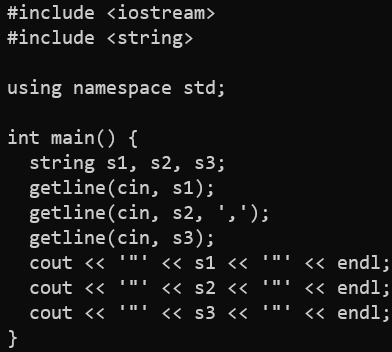 #include <iostream>
#include <string>

using namespace std;

int main() {
  string s1, s2, s3;
  getline(cin, s1);
  getline(cin, s2, ',');
  getline(cin, s3);
  cout << '"' << s1 << '"' << endl;
  cout << '"' << s2 << '"' << endl;
  cout << '"' << s3 << '"' << endl;
}